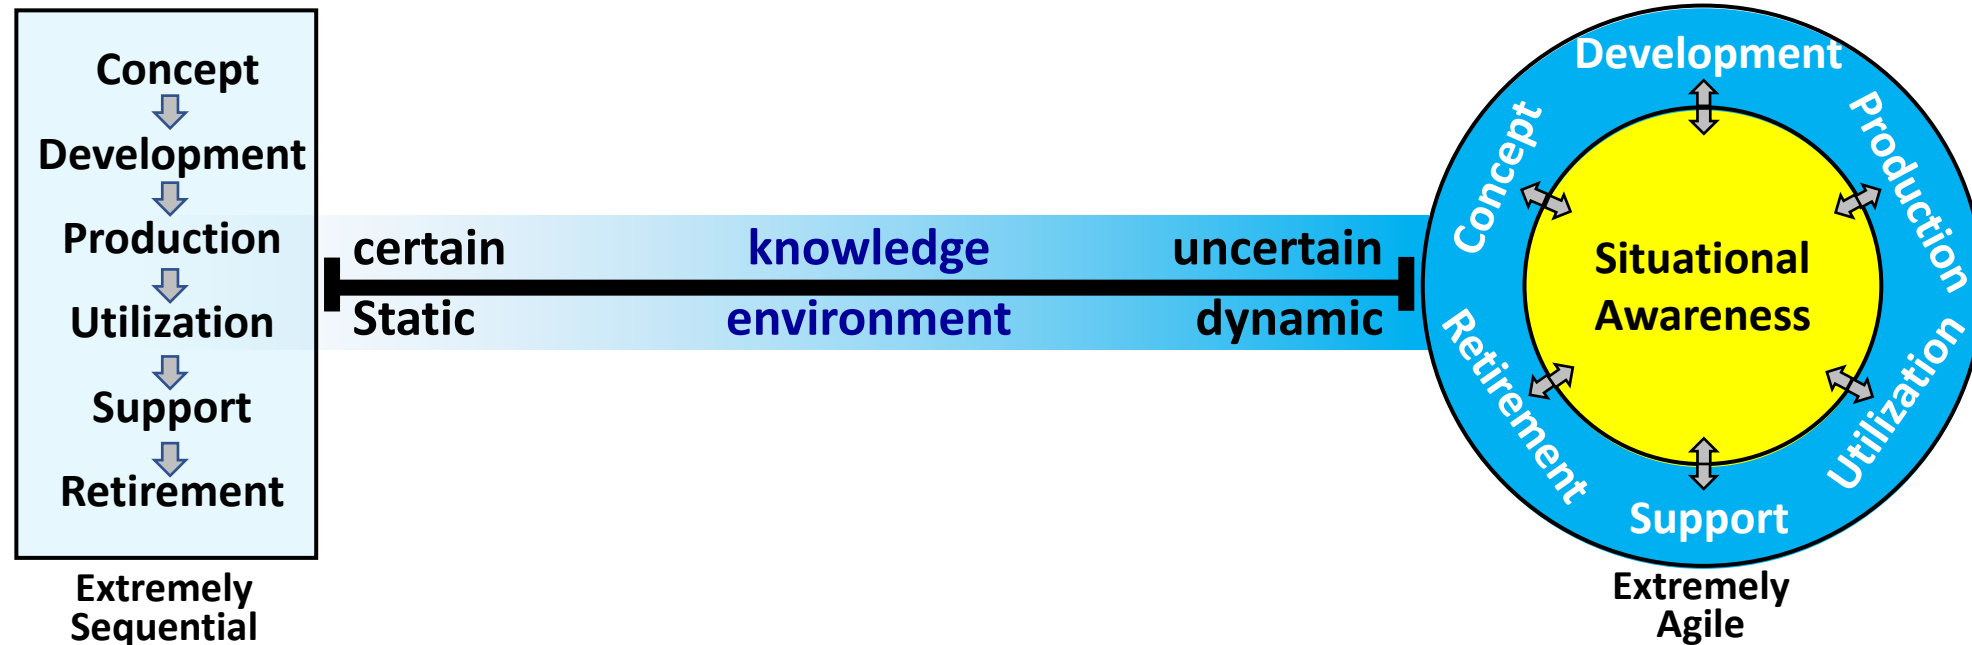 Concept
Development
Production
Utilization
Support
Retirement
Extremely
Sequential
certain knowledge uncertain
Static environment dynamic
Development
Concept
Production
Situational
Awareness
Retirement
Utilization
Support
Extremely
Agile